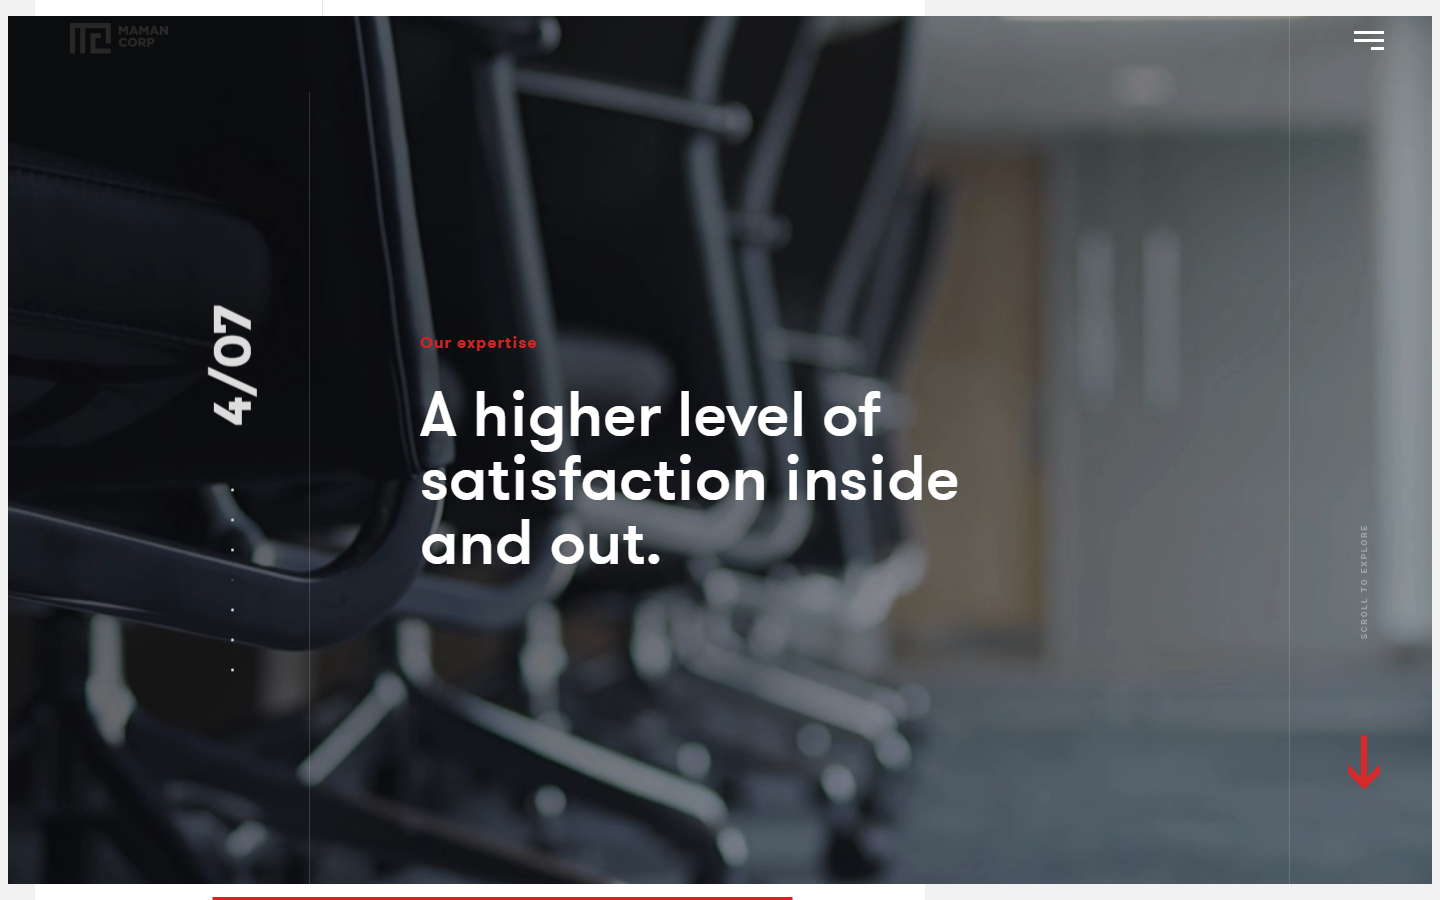 MAMAN
CORP
4/07
Our expertise
A higher level of
satisfaction inside
and out.
SCROLL TO EXPLORE